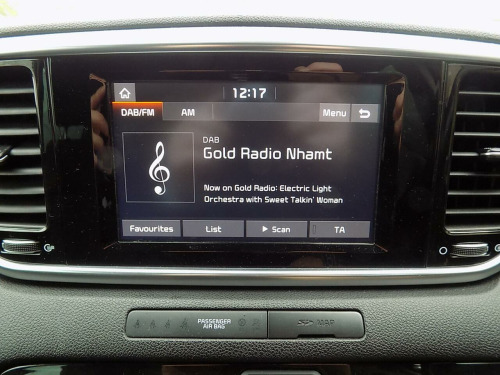 12:17
DAB/FM
AM
Menu
DAB
Gold Radio Nhamt
Now on Gold Radio: Electric Light
Orchestra with Sweet Talkin' Woman
Favourites
List
Scan
TA
PASSENGER
AIR BAG
MAP